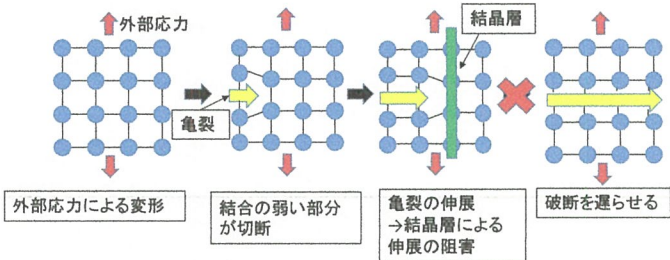 外部応力
結晶層
亀裂
外部応力による変形
結合の弱い部分
が切断
亀裂の伸展
→結晶層による
伸展の阻害
破断を遅らせる